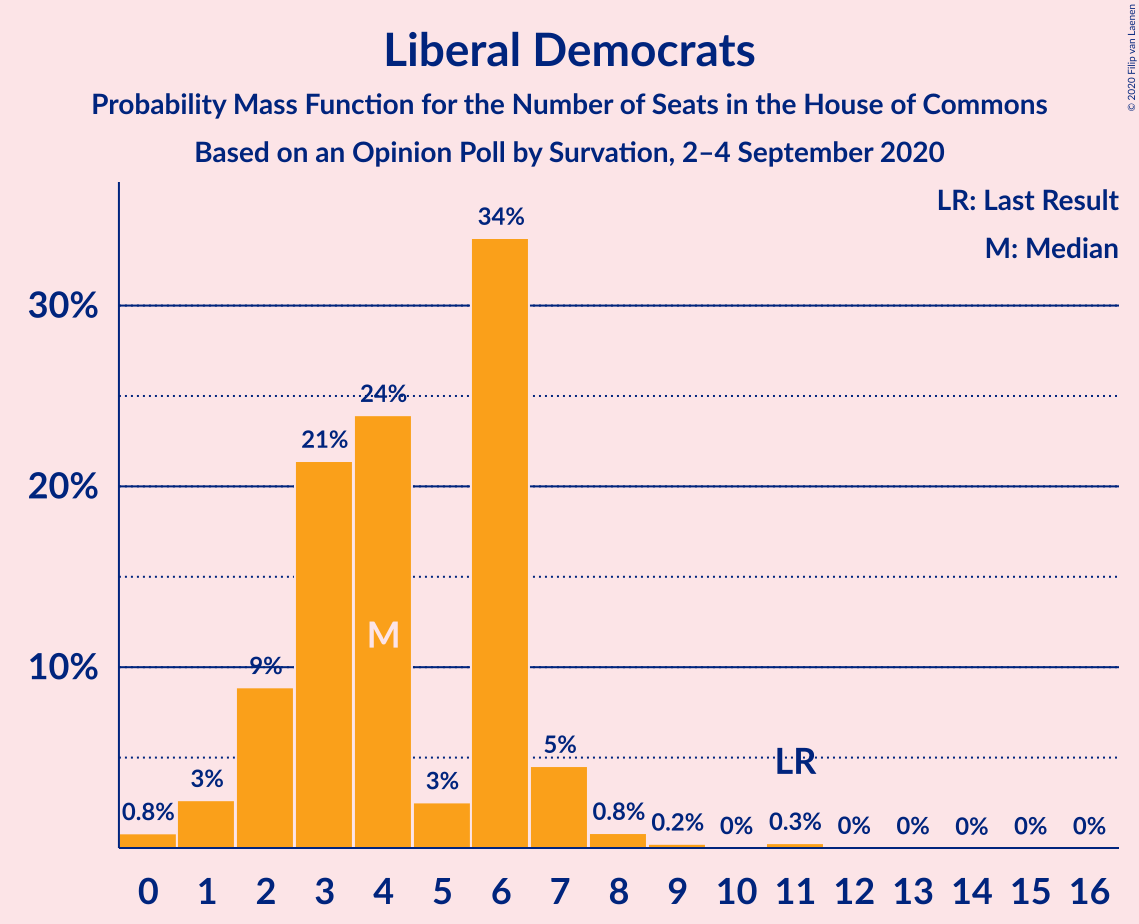 Liberal Democrats
Probability Mass Function for the Number of Seats in the House of Commons
Based on an Opinion Poll by Survation, 2–4 September 2020
© 2020 Filip van Laenen
LR: Last Result
M: Median
34%
30%
24%
21%
20%
M
10%
9%
5%
LR
3%
3%
0.8%
0.8%
0.2%
0%
0.3%
0%
0%
0%
0%
0%
0 1 2 3 4 5 6 7 8 9 10 11 12 13 14 15 16